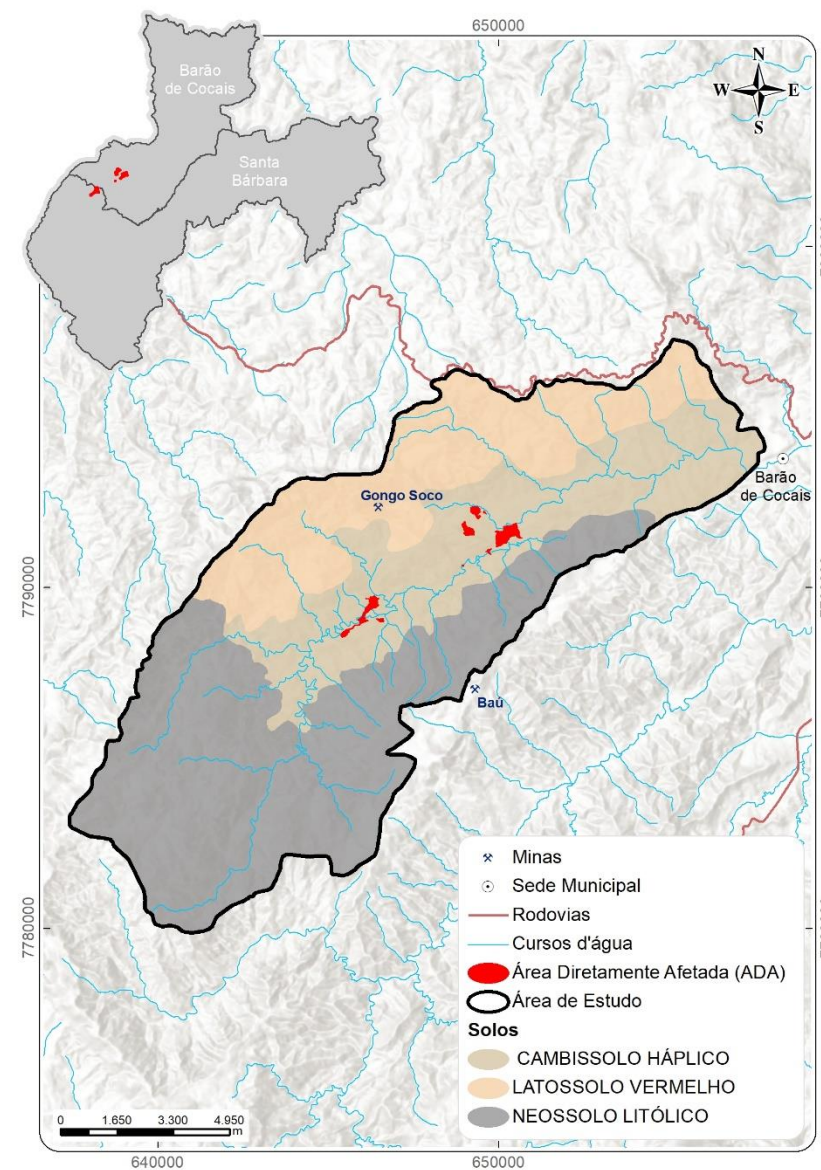 650000
Barão
de Cocais
Santa
Bárbara
N
W E
S
Gongo Soco
Barão
de Cocais
7790000
Baú
7780000
Minas
Sede Municipal
Rodovias
Cursos d'água
Área Diretamente Afetada (ADA)
Área de Estudo
Solos
CAMBISSOLO HÁPLICO
LATOSSOLO VERMELHO
NEOSSOLO LITÓLICO
0 1.650 3.300 4.950
m
640000 650000